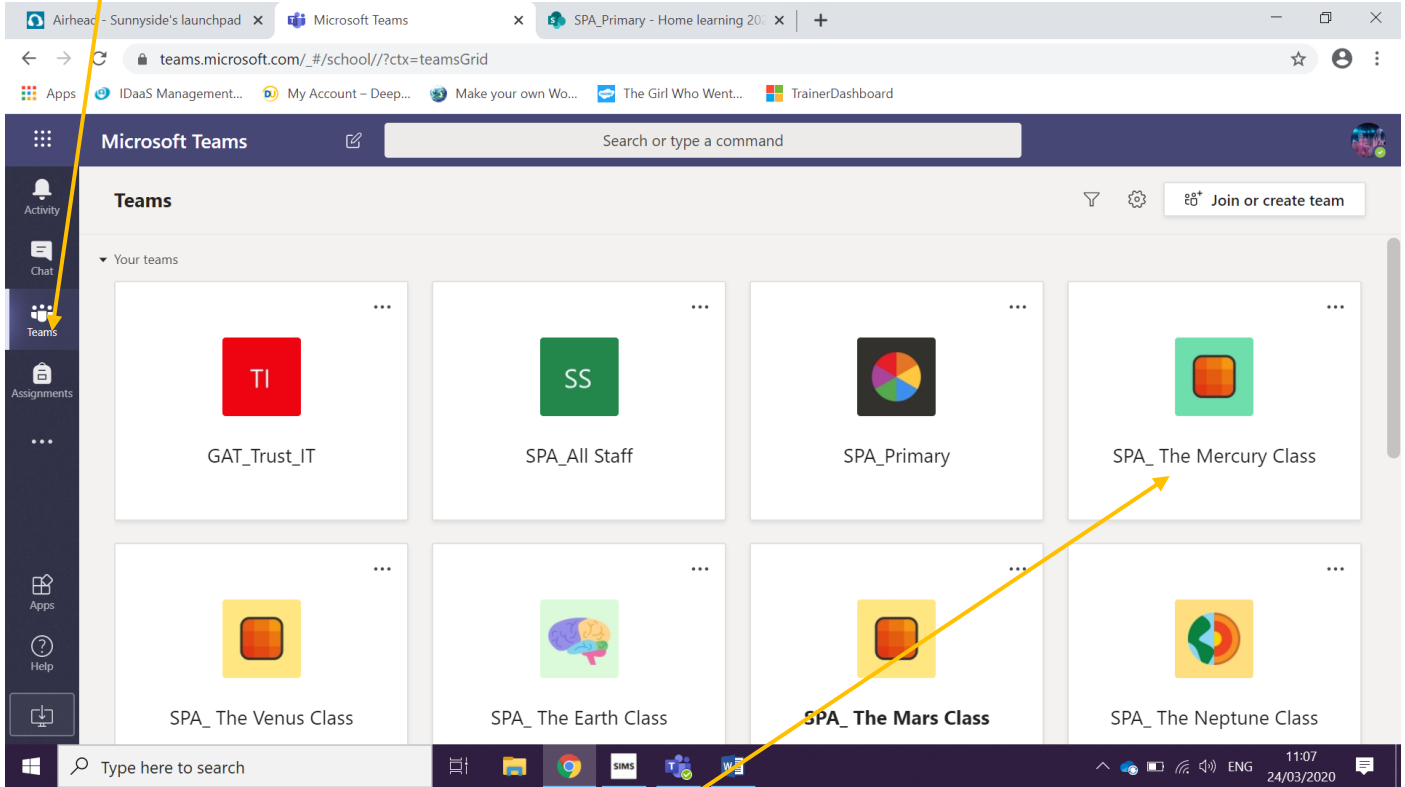 Airhead - Sunnyside's launchpad
Microsoft Teams
SPA_Primary - Home learning 202
teams.microsoft.com/_#/school//?ctx=teamsGrid
Apps
IDaaS Management...
My Account – Deep...
Make your own Wo...
The Girl Who Went...
TrainerDashboard
Microsoft Teams
Search or type a command
Activity
Chat
Teams
Assignments
Apps
Help
Teams
Join or create team
Your teams
TI
GAT_Trust_IT
SS
SPA_All Staff
SPA_Primary
SPA_ The Mercury Class
SPA_ The Venus Class
SPA_ The Earth Class
SPA_ The Mars Class
SPA_ The Neptune Class
Type here to search
SIMS
ENG
11:07
24/03/2020